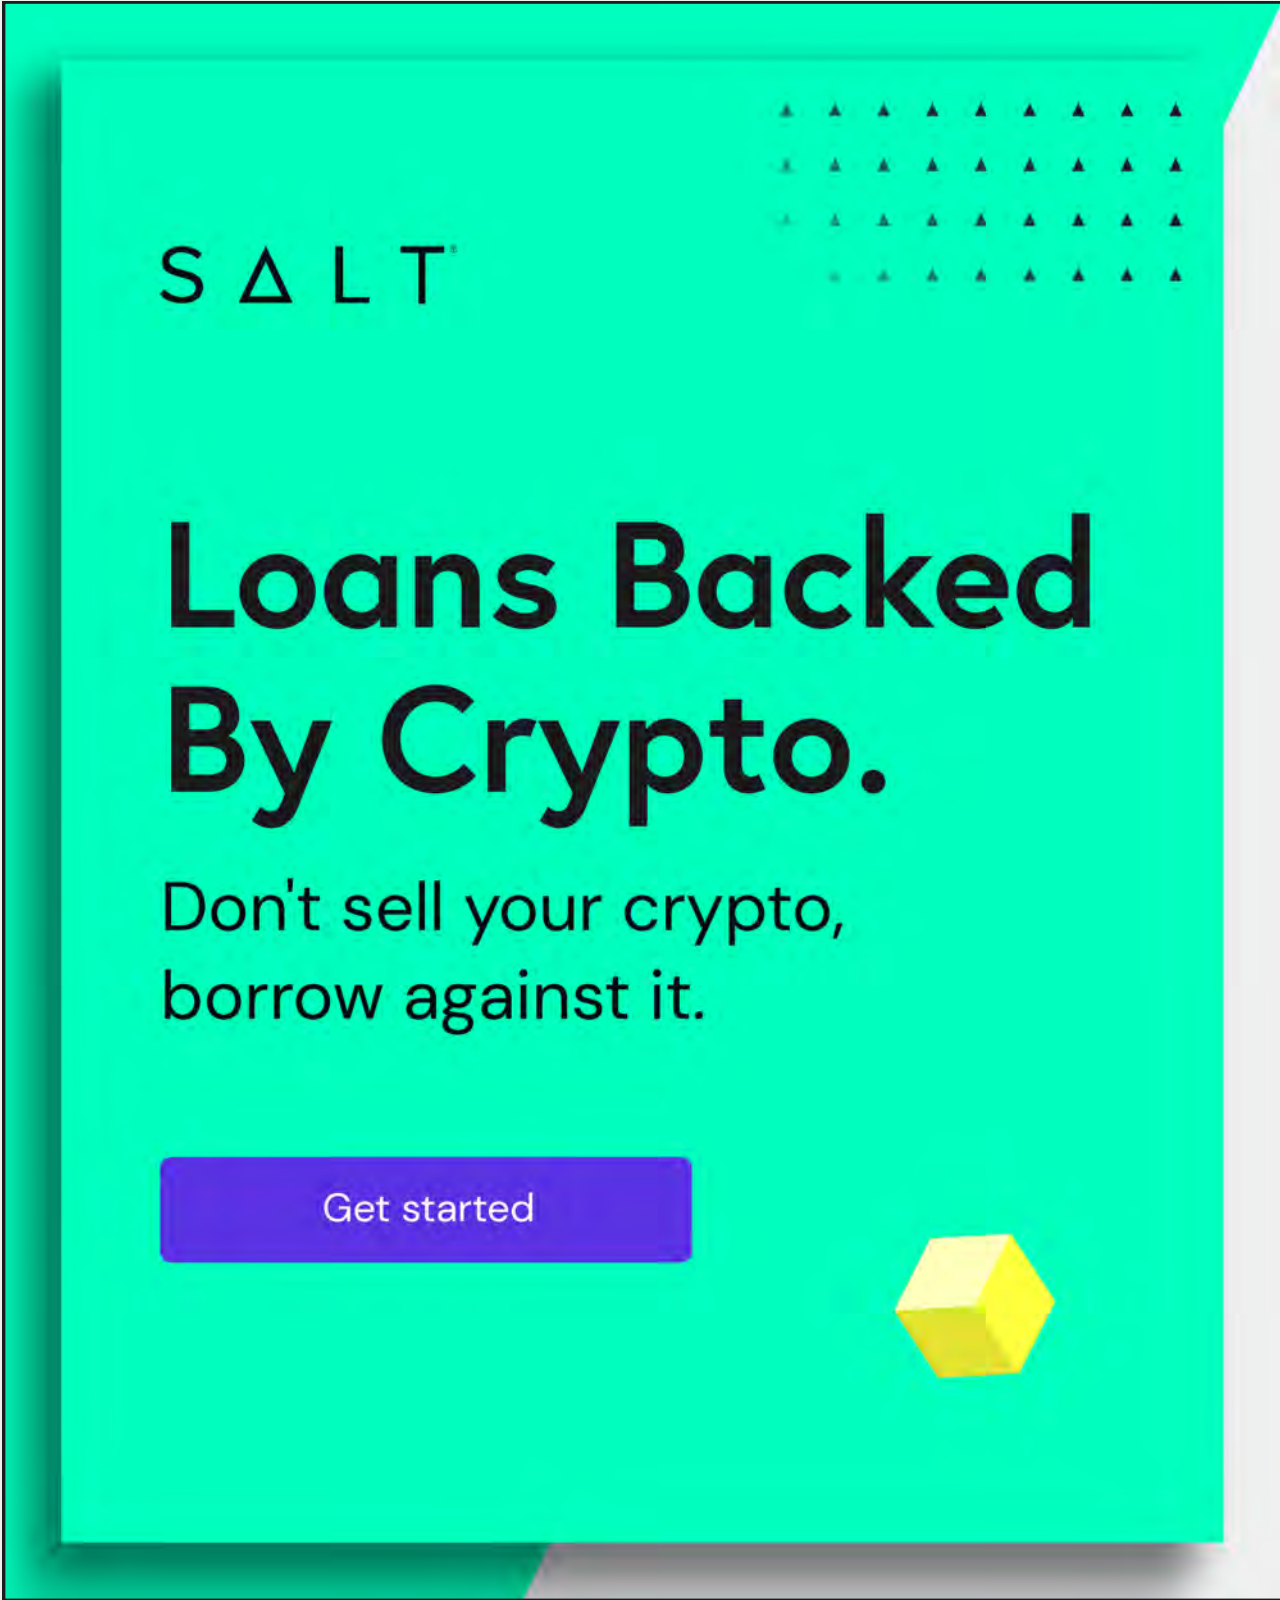 SALT®
Loans Backed
By Crypto.
Don't sell your crypto,
borrow against it.
Get started